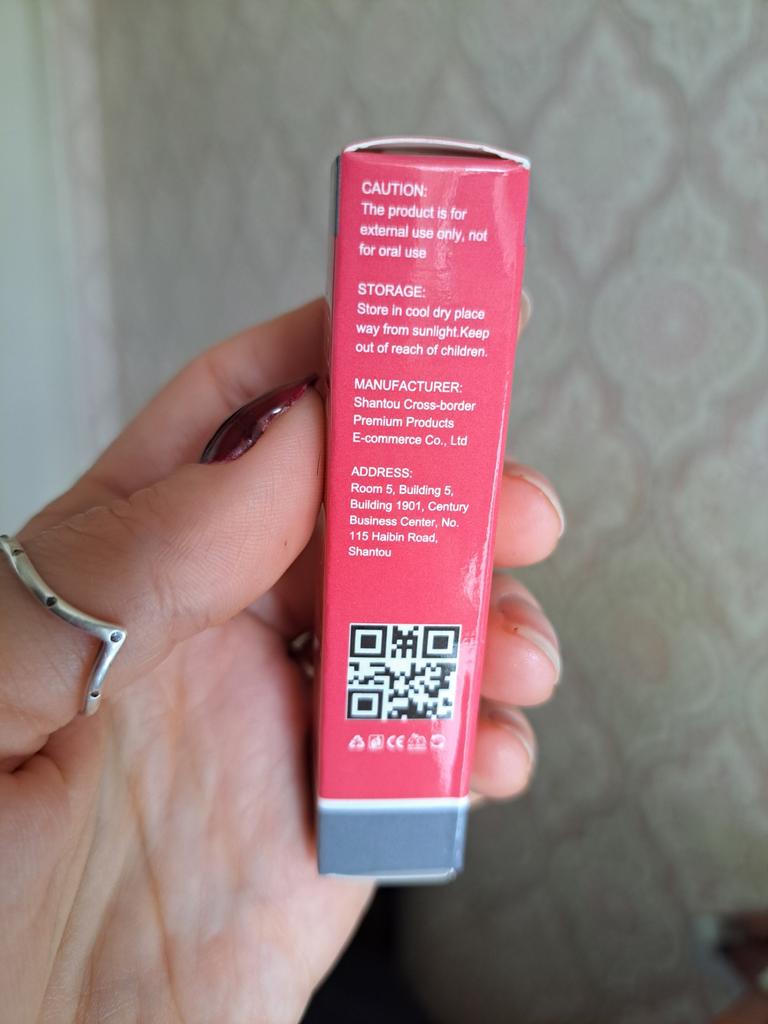 CAUTION:
The product is for
external use only, not
for oral use
STORAGE:
Store in cool dry place
way from sunlight.Keep
out of reach of children.
MANUFACTURER:
Shantou Cross-border
Premium Products
E-commerce Co., Ltd
ADDRESS:
Room 5, Building 5,
Building 1901, Century
Business Center, No.
115 Haibin Road,
Shantou
CE